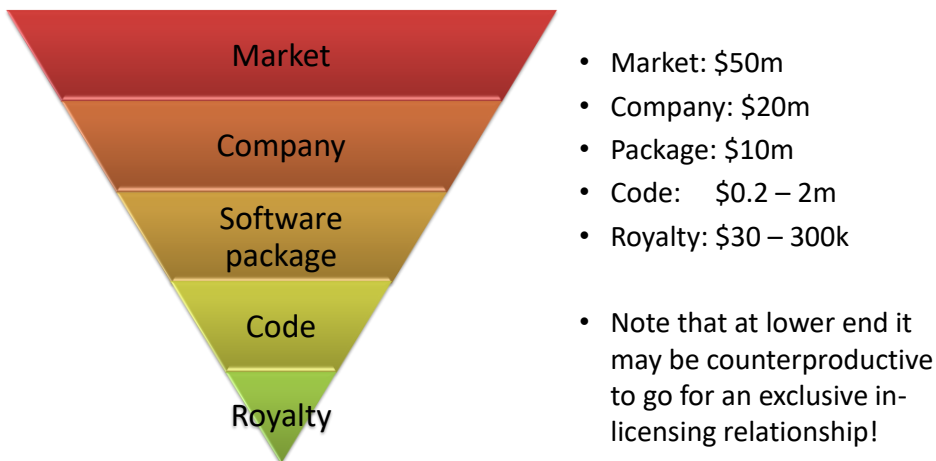 Market
Company
Software
package
Code
Royalty
• Market: $50m
• Company: $20m
• Package: $10m
• Code: $0.2 – 2m
• Royalty: $30 – 300k
• Note that at lower end it
may be counterproductive
to go for an exclusive in-
licensing relationship!